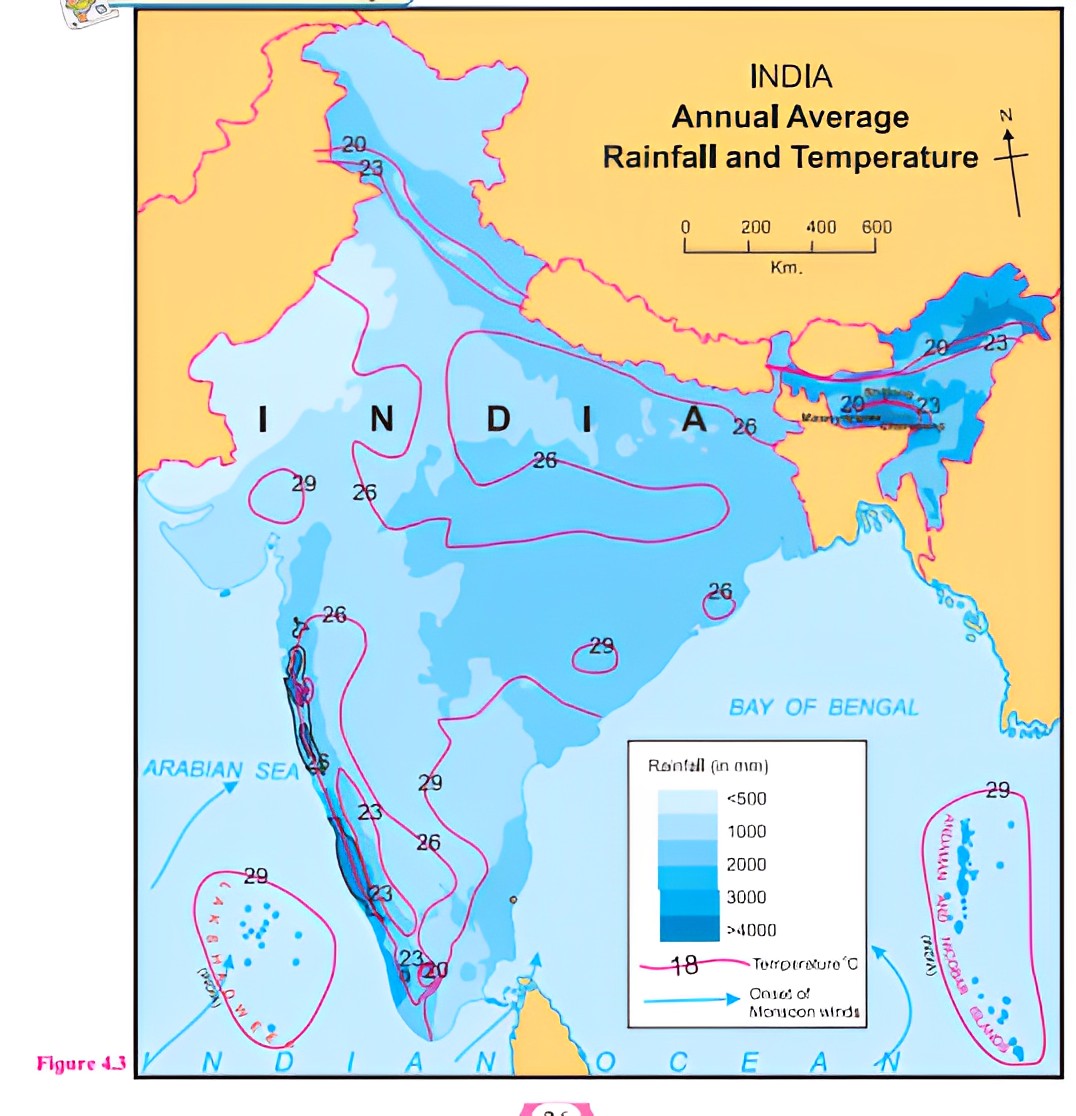 INDIA
Annual Average
Rainfall and Temperature
N
0 200 400 600
Km.
20
23
20 23
20 23
I N D I A
26
26
29
26
26
26
29
BAY OF BENGAL
ARABIAN SEA
26
29
23
26
29
23
23
20
29
LAKSHADWEEP
(INDIA)
29
ANDAMAN AND NICOBAR ISLANDS
(INDIA)
Rainfall (in mm)
<500
1000
2000
3000
>4000
18 Temperature °C
Onset of
Monsoon winds
Figure 4.3
I N D I A N O C E A N